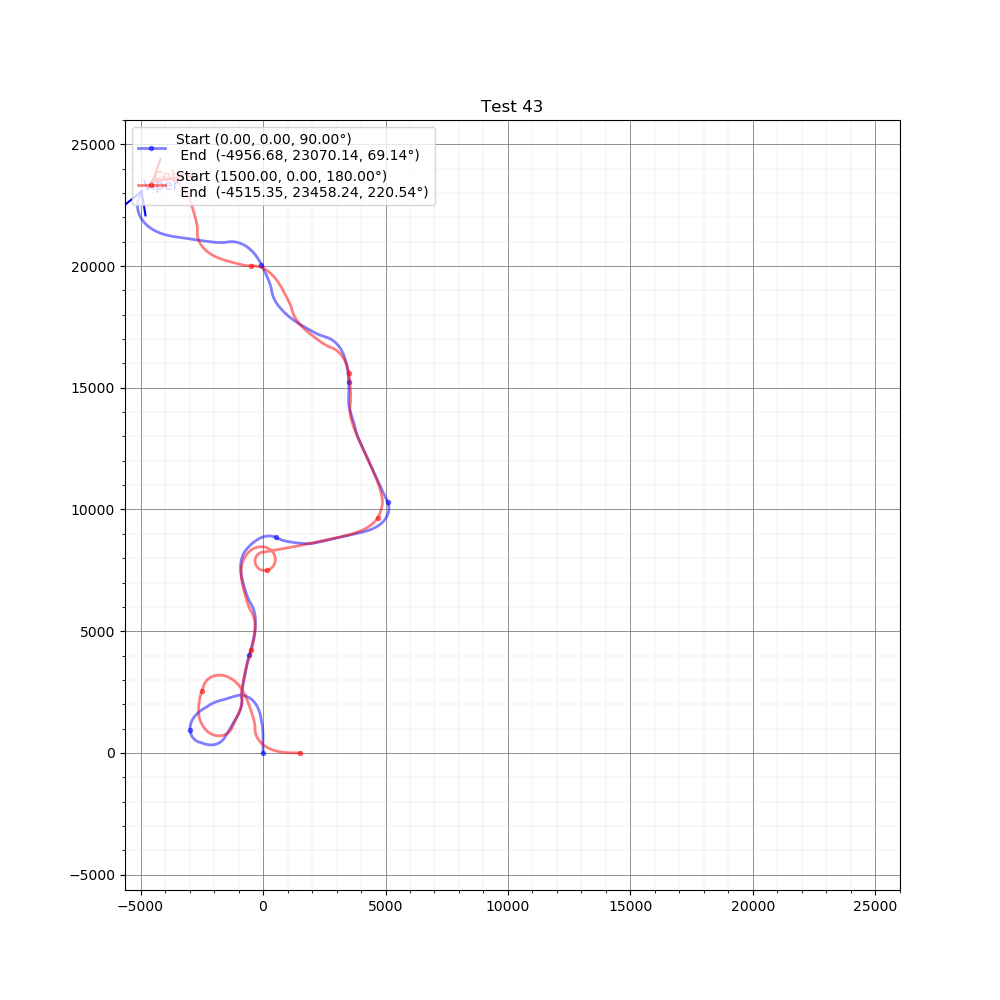 Test 43
Start (0.00, 0.00, 90.00°)
End (-4956.68, 23070.14, 69.14°)
Start (1500.00, 0.00, 180.00°)
End (-4515.35, 23458.24, 220.54°)
25000
20000
15000
10000
5000
0
−5000
−5000 0 5000 10000 15000 20000 25000